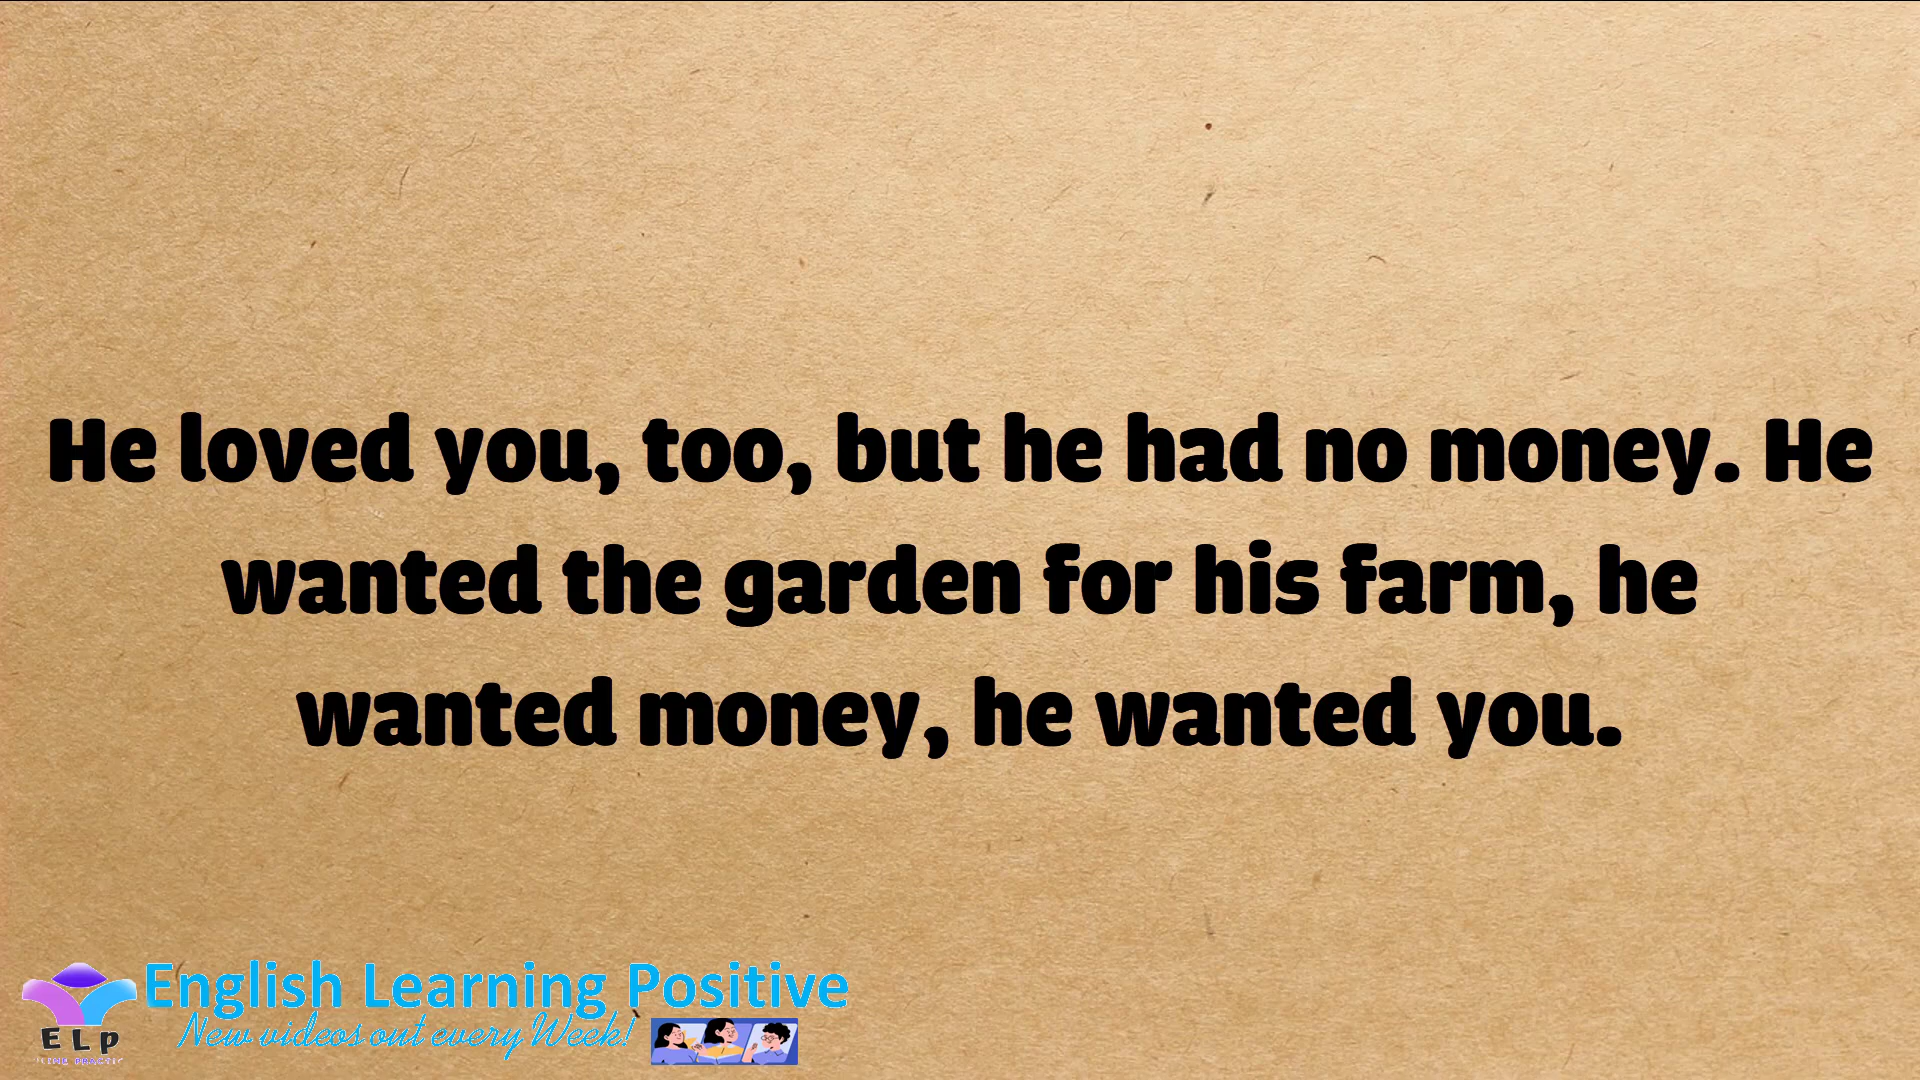 He loved you, too, but he had no money. He
wanted the garden for his farm, he
wanted money, he wanted you.
English Learning Positive
New videos out every Week!
ELP